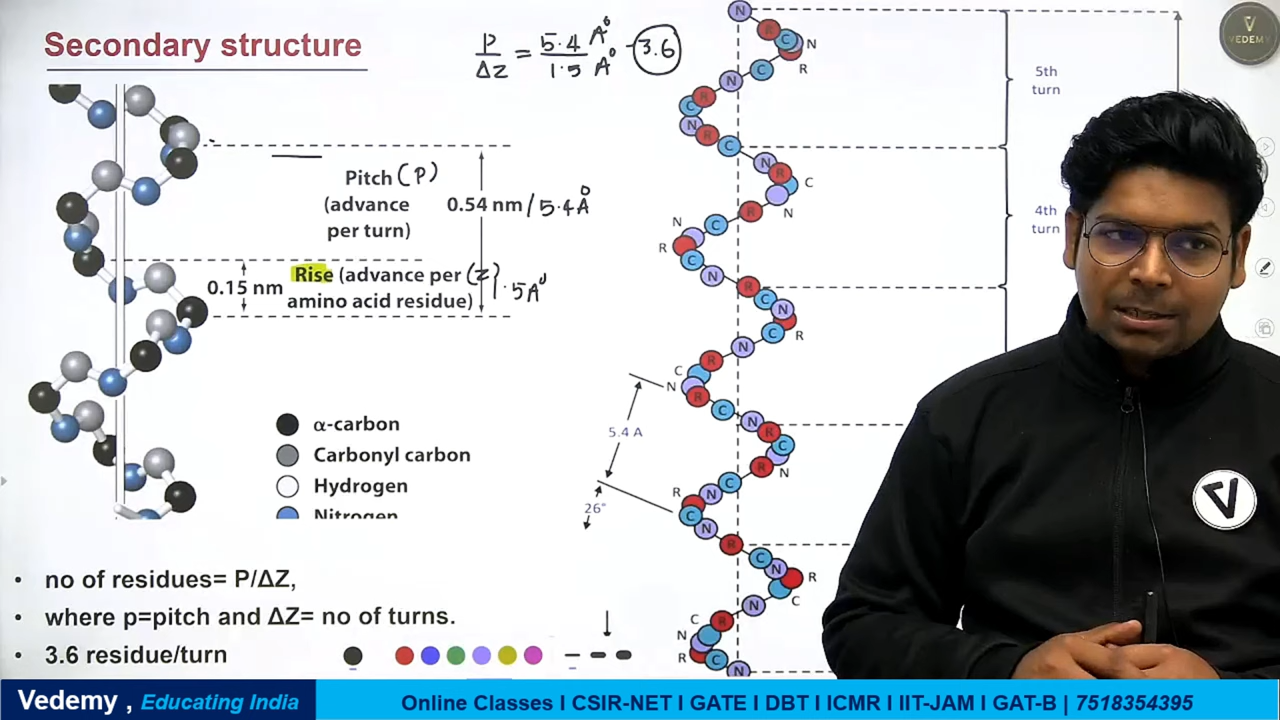 Secondary structure
P/ΔZ = 5.4 A°/1.5 A° - 3.6
Pitch (P)
(advance
per turn)
0.54 nm / 5.4 Å
Rise (advance per (Z)
amino acid residue)
0.15 nm
1.5A°
α-carbon
Carbonyl carbon
Hydrogen
Nitrogen
no of residues= P/ΔZ,
where p=pitch and ΔZ= no of turns.
3.6 residue/turn
N
R
C
N
R
C
N
R
C
N
R
C
N
R
C
N
R
N
C
N
R
C
N
R
C
N
R
C
N
R
C
N
R
C
N
R
C
N
R
C
N
R
C
N
R
C
N
R
C
N
R
C
N
R
C
N
5th
turn
4th
turn
5.4 A
26°
VEDEMY
Vedemy , Educating India
Online Classes I CSIR-NET I GATE I DBT I ICMR I IIT-JAM I GAT-B | 7518354395